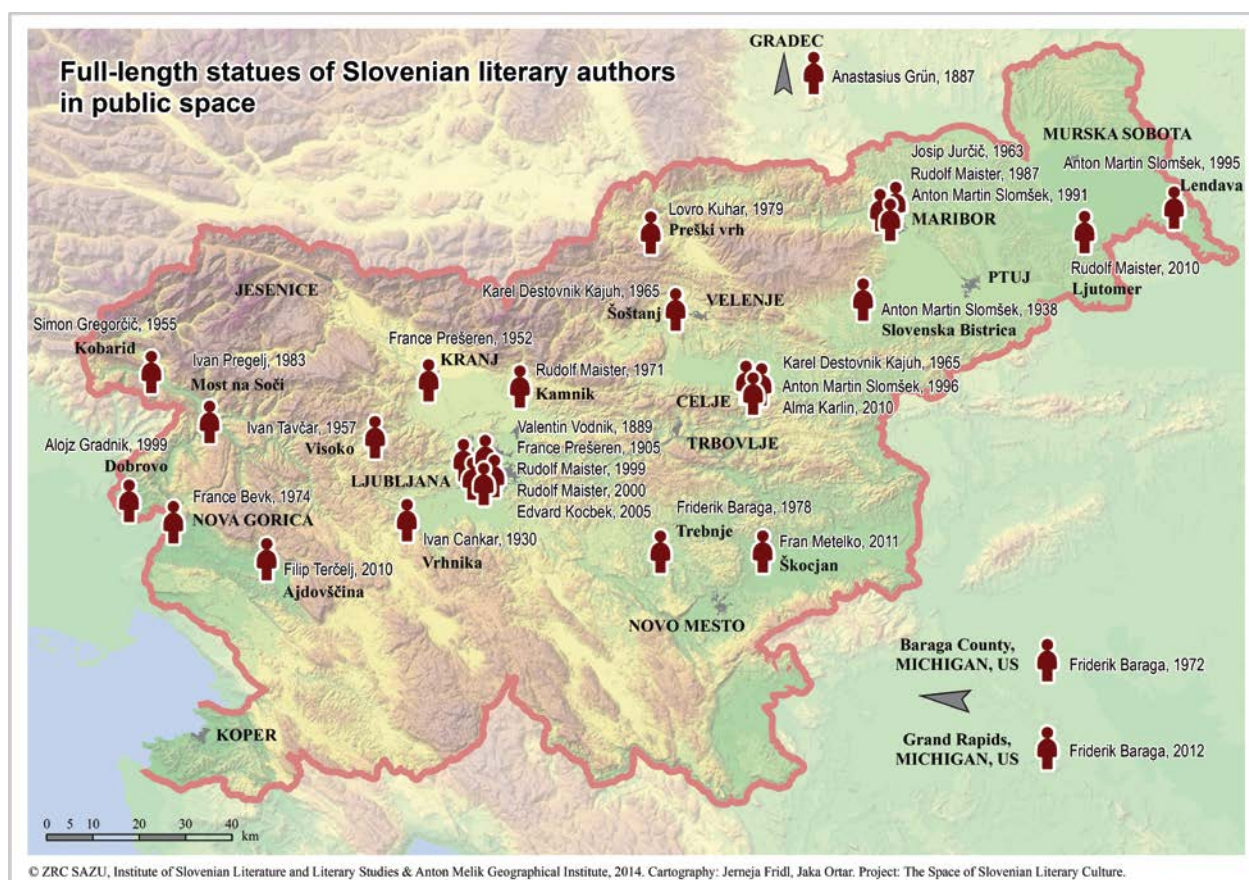 Full-length statues of Slovenian literary authors
in public space
GRADEC
Anastasius Grün, 1887
MURSKA SOBOTA
Anton Martin Slomšek, 1995
Lendava
Josip Jurčič, 1963
Rudolf Maister, 1987
Anton Martin Slomšek, 1991
MARIBOR
Lovro Kuhar, 1979
Preški vrh
Rudolf Maister, 2010
Ljutomer
PTUJ
JESENICE
Karel Destovnik Kajuh, 1965
Šoštanj
VELENJE
Anton Martin Slomšek, 1938
Slovenska Bistrica
Simon Gregorčič, 1955
Kobarid
Ivan Pregelj, 1983
Most na Soči
France Prešeren, 1952
KRANJ
Rudolf Maister, 1971
Kamnik
Karel Destovnik Kajuh, 1965
Anton Martin Slomšek, 1996
Alma Karlin, 2010
CELJE
Ivan Tavčar, 1957
Visoko
Valentin Vodnik, 1889
France Prešeren, 1905
Rudolf Maister, 1999
Rudolf Maister, 2000
Edvard Kocbek, 2005
LJUBLJANA
TRBOVLJE
Alojz Gradnik, 1999
Dobrovo
France Bevk, 1974
NOVA GORICA
Ivan Cankar, 1930
Vrhnika
Friderik Baraga, 1978
Trebnje
Fran Metelko, 2011
Škocjan
Filip Terčelj, 2010
Ajdovščina
NOVO MESTO
Baraga County,
MICHIGAN, US
Friderik Baraga, 1972
KOPER
Grand Rapids,
MICHIGAN, US
Friderik Baraga, 2012
0 5 10 20 30 40
km
© ZRC SAZU, Institute of Slovenian Literature and Literary Studies & Anton Melik Geographical Institute, 2014. Cartography: Jerneja Fridl, Jaka Ortar. Project: The Space of Slovenian Literary Culture.